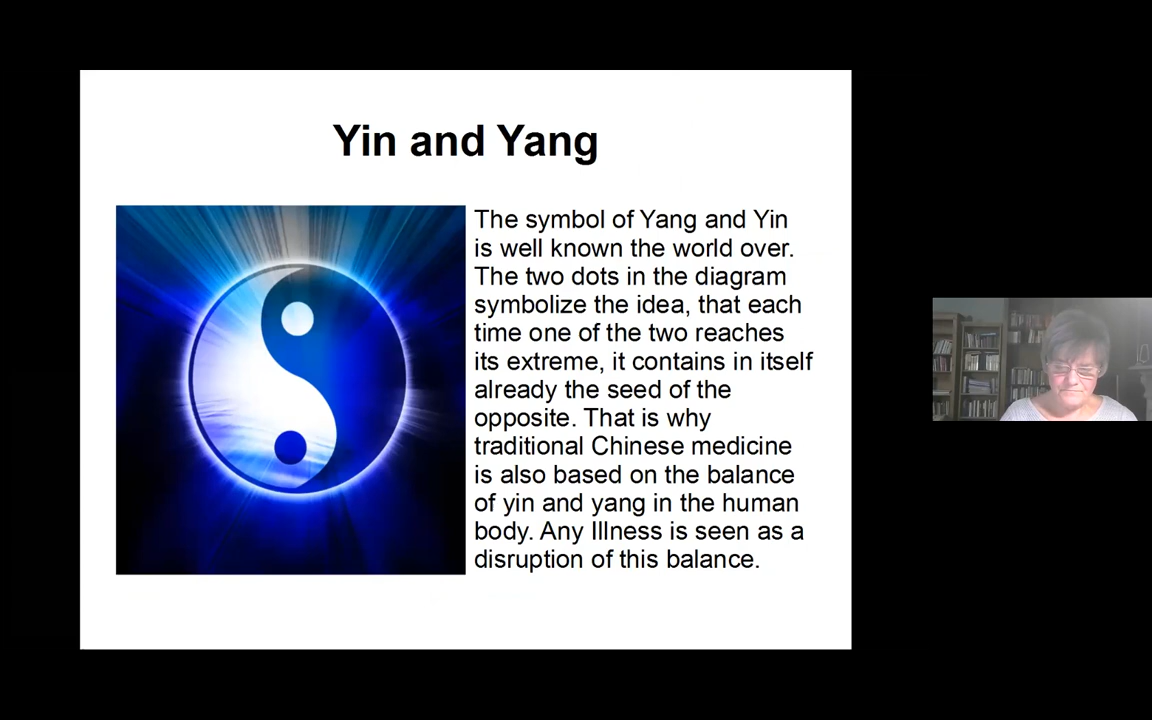 Yin and Yang
The symbol of Yang and Yin
is well known the world over.
The two dots in the diagram
symbolize the idea, that each
time one of the two reaches
its extreme, it contains in itself
already the seed of the
opposite. That is why
traditional Chinese medicine
is also based on the balance
of yin and yang in the human
body. Any Illness is seen as a
disruption of this balance.